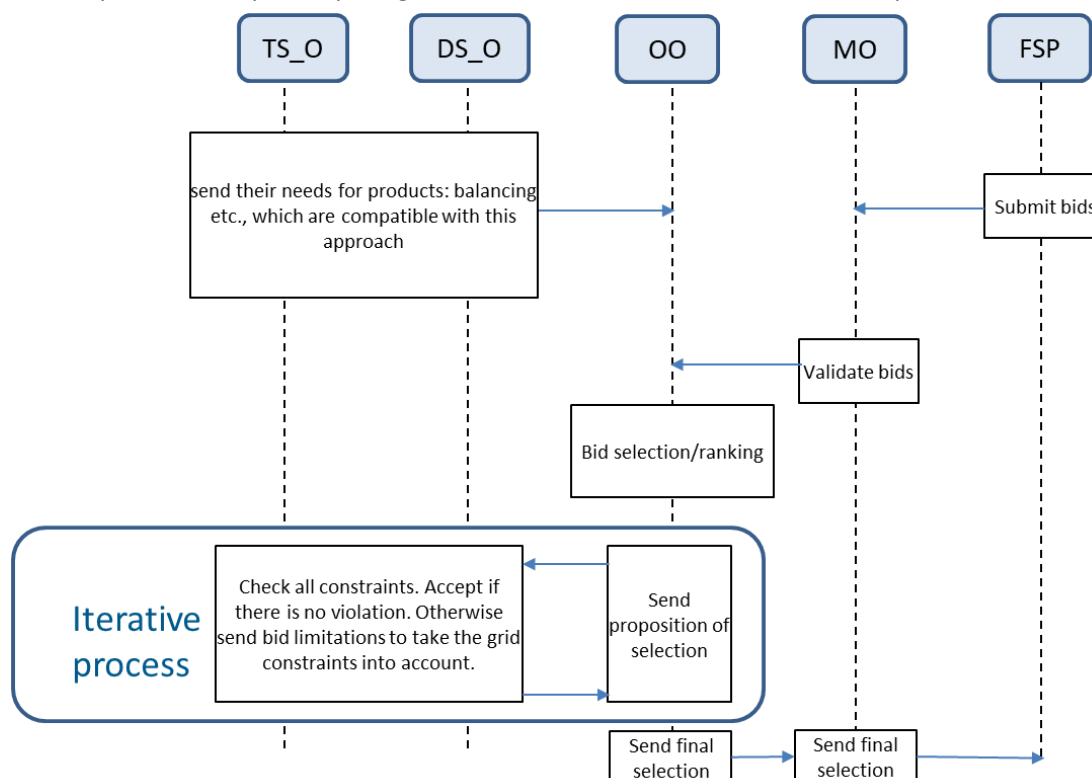 TS_O
DS_O
OO
MO
FSP
send their needs for products: balancing
etc., which are compatible with this
approach
Submit bids
Validate bids
Bid selection/ranking
Iterative
process
Check all constraints. Accept if
there is no violation. Otherwise
send bid limitations to take the grid
constraints into account.
Send
proposition of
selection
Send final
selection
Send final
selection